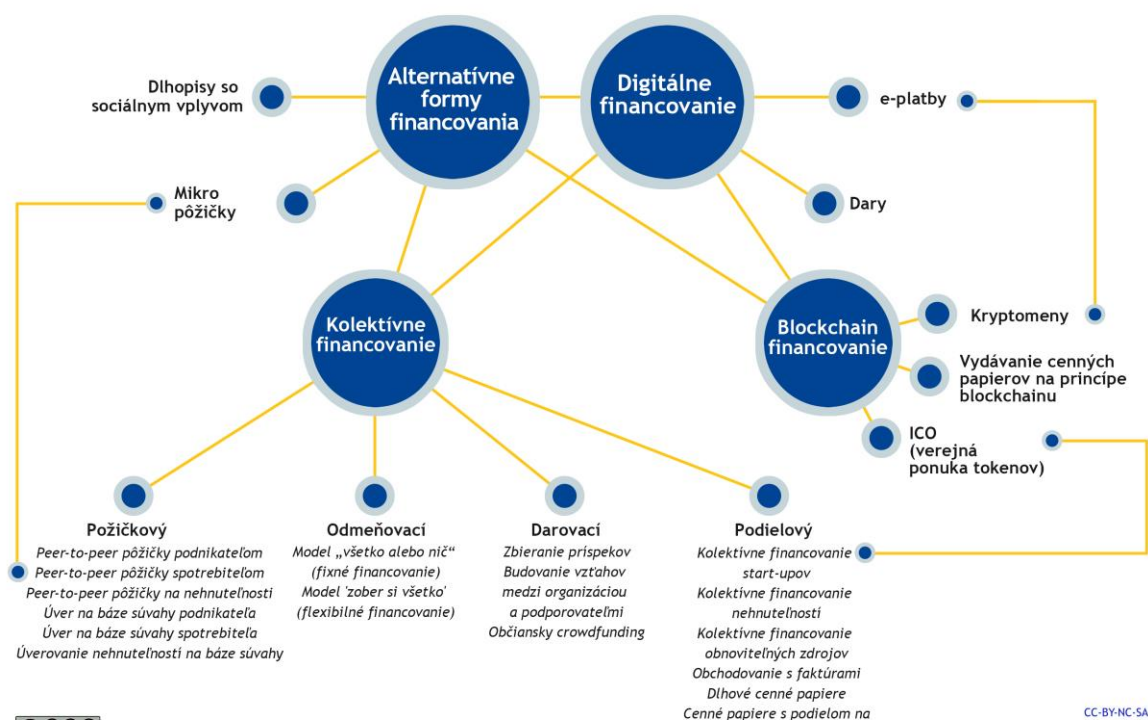 Alternatívne
formy
financovania
Digitálne
financovanie
Dlhopisy so
sociálnym vplyvom
e-platby
Mikro
pôžičky
Dary
Kolektívne
financovanie
Blockchain
financovanie
Kryptomeny
Vydávanie cenných
papierov na princípe
blockchainu
ICO
(verejná
ponuka tokenov)
Požičkový
Peer-to-peer pôžičky podnikateľom
Peer-to-peer pôžičky spotrebiteľom
Peer-to-peer pôžičky na nehnuteľnosti
Úver na báze súvahy podnikateľa
Úver na báze súvahy spotrebiteľa
Úverovanie nehnuteľností na báze súvahy
Odmeňovací
Model „všetko alebo nič“
(fixné financovanie)
Model 'zober si všetko'
(flexibilné financovanie)
Darovací
Zbieranie príspekov
Budovanie vzťahov
medzi organizáciou
a podporovateľmi
Občiansky crowdfunding
Podielový
Kolektívne financovanie
start-upov
Kolektívne financovanie
nehnuteľností
Kolektívne financovanie
obnoviteľných zdrojov
Obchodovanie s faktúrami
Dlhové cenné papiere
Cenné papiere s podielom na
CC-BY-NC-SA